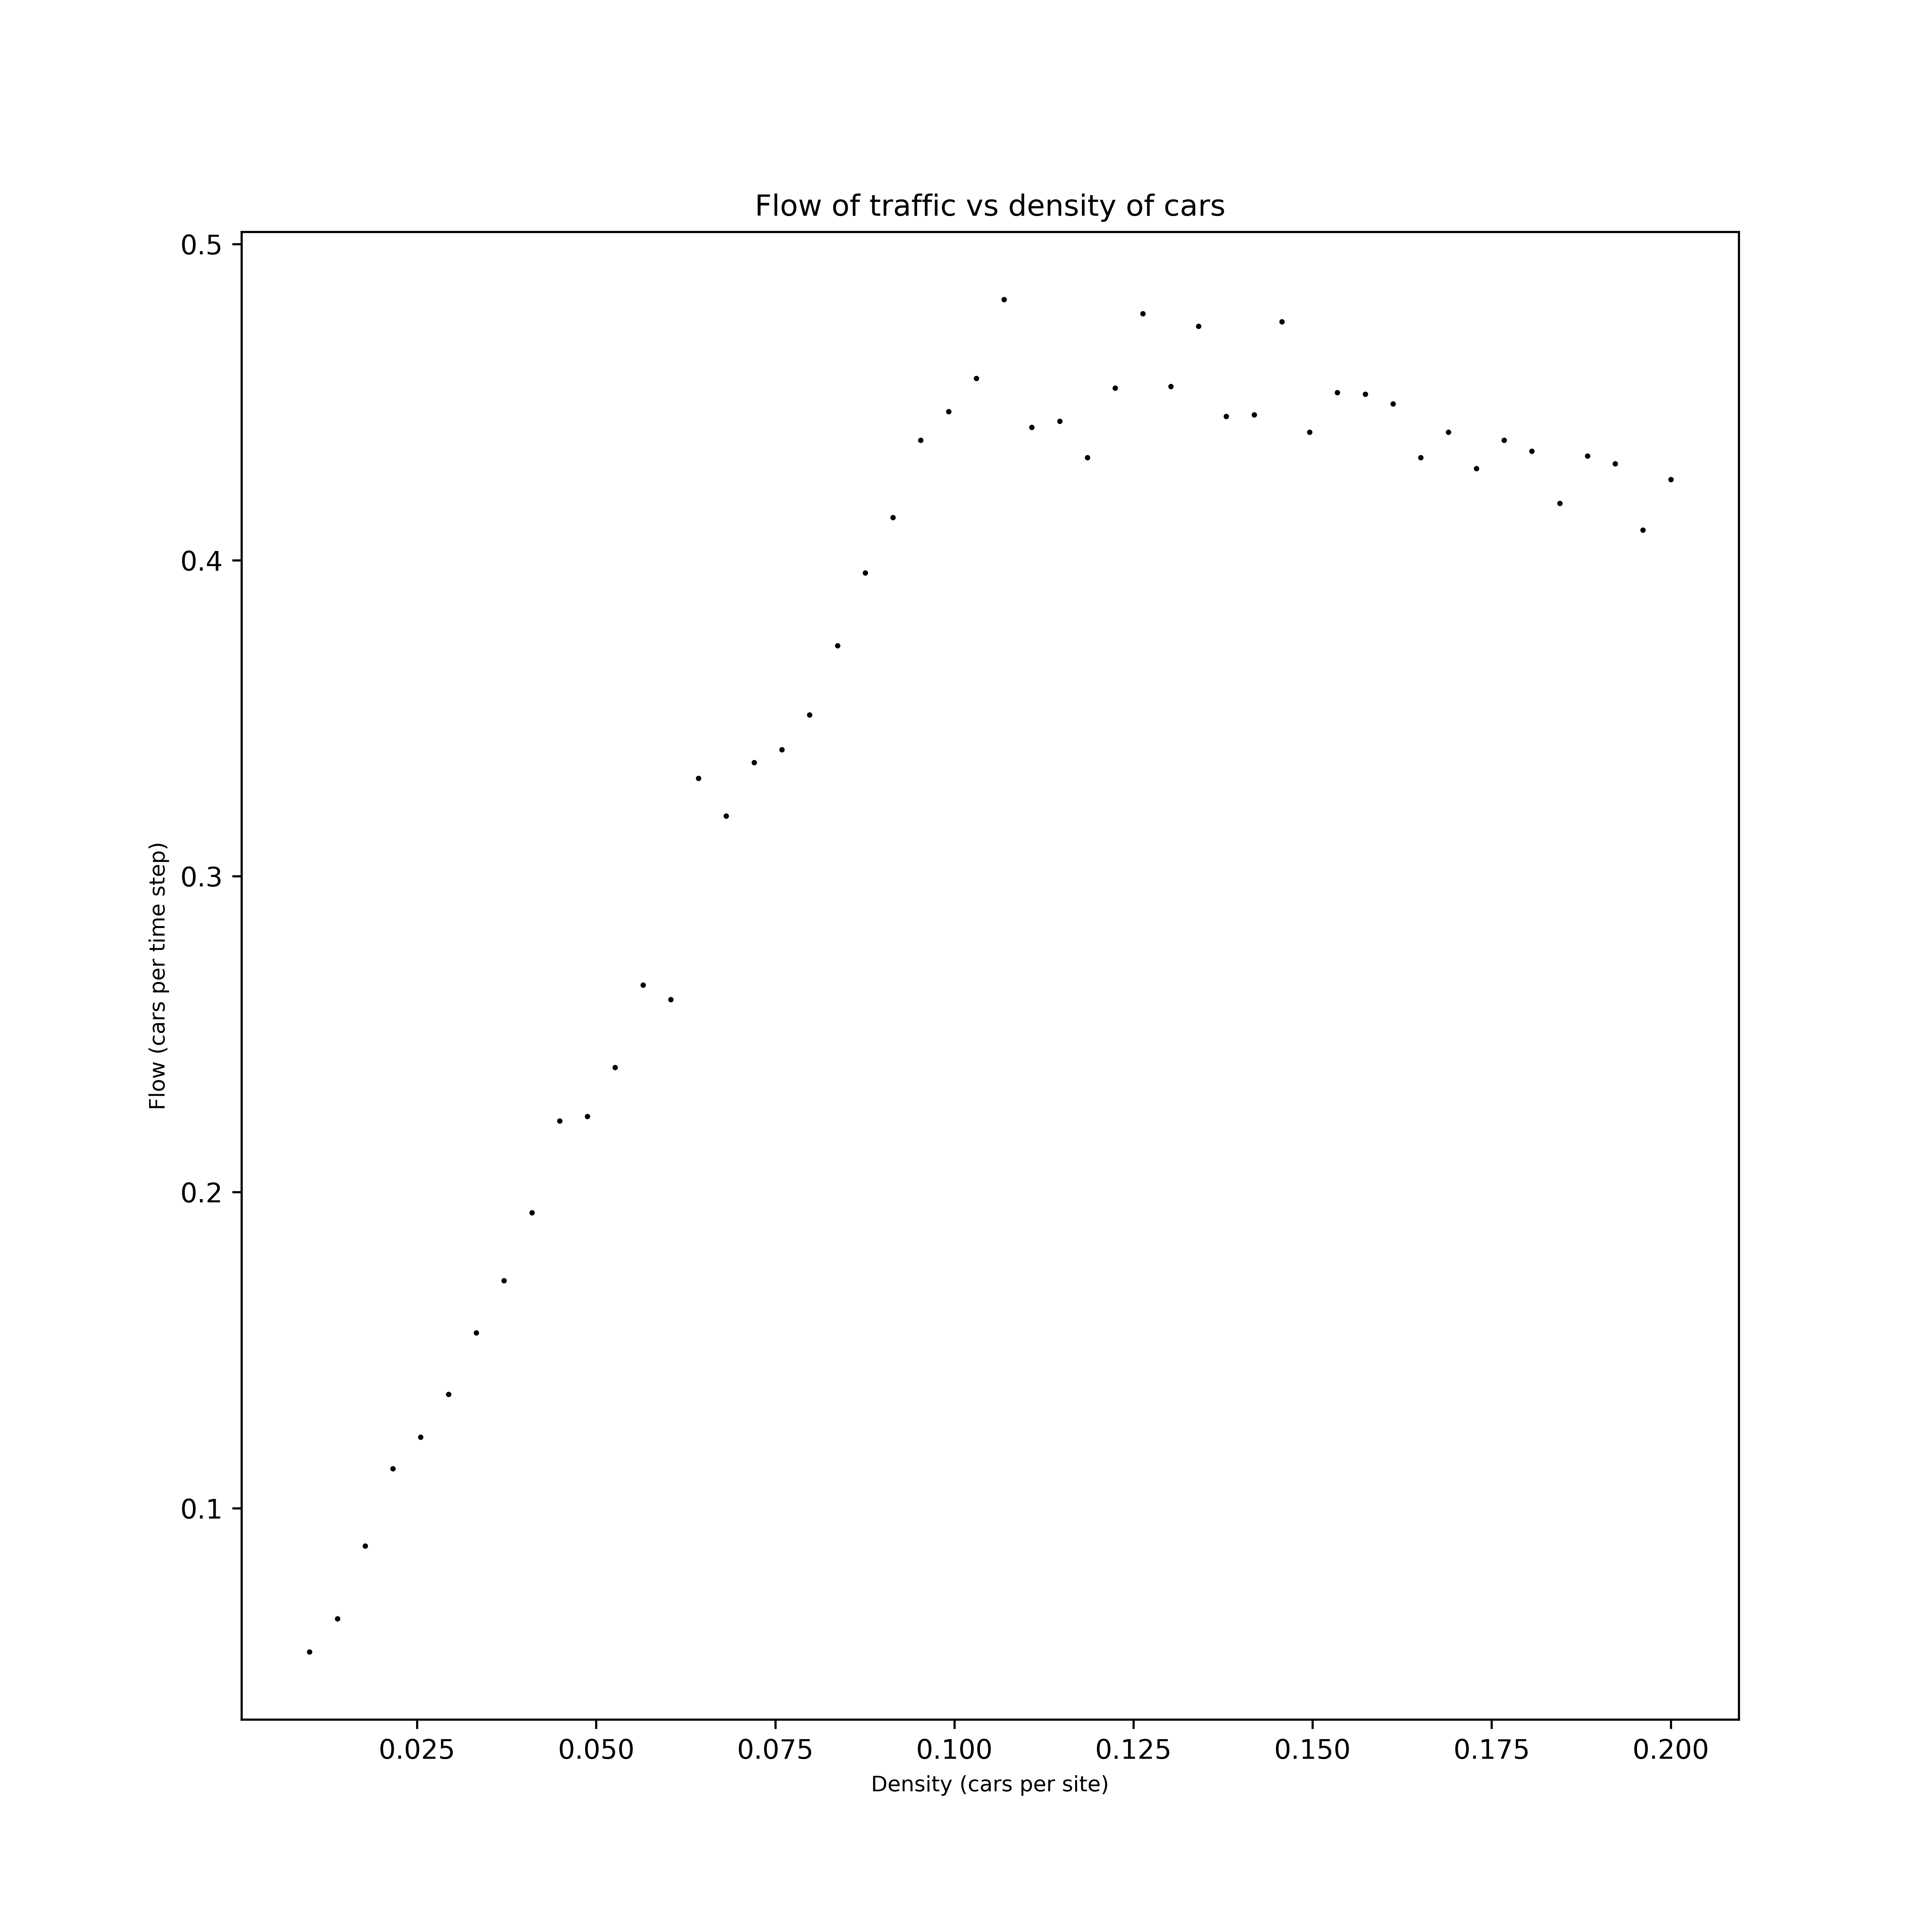 Flow of traffic vs density of cars
0.5
0.4
0.3
0.2
0.1
Flow (cars per time step)
0.025 0.050 0.075 0.100 0.125 0.150 0.175 0.200
Density (cars per site)